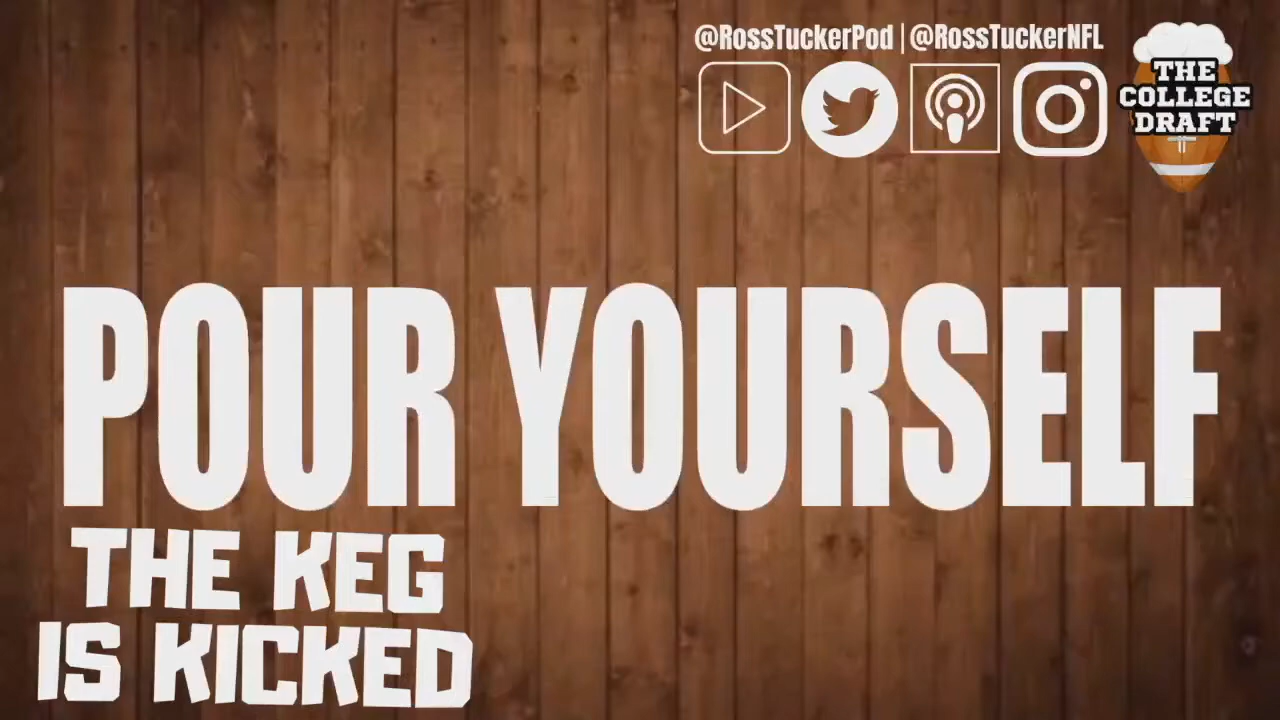 @RossTuckerPod | @RossTuckerNFL
THE
COLLEGE
DRAFT
POUR YOURSELF
THE KEG
IS KICKED